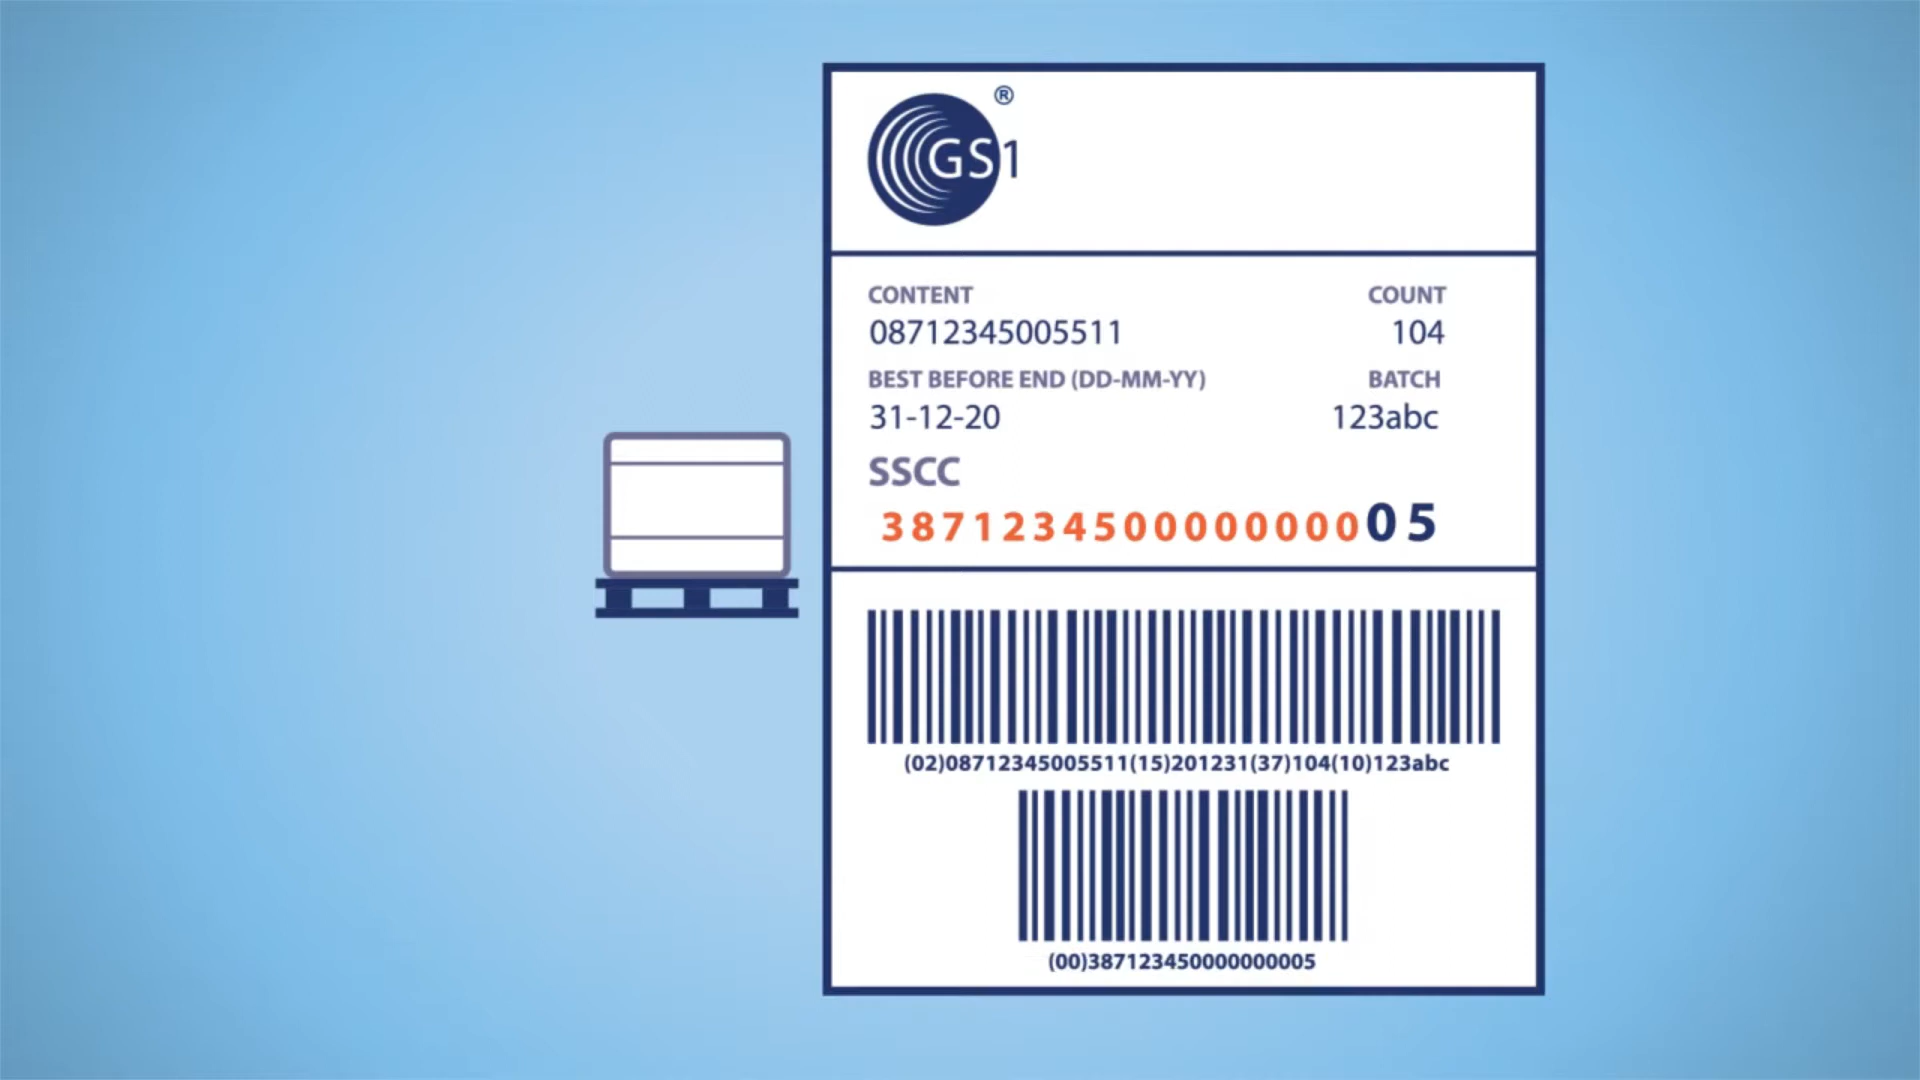 GS1®
CONTENT COUNT
08712345005511 104
BEST BEFORE END (DD-MM-YY) BATCH
31-12-20 123abc
SSCC
387123450000000005
(02)08712345005511(15)201231(37)104(10)123abc
(00)387123450000000005